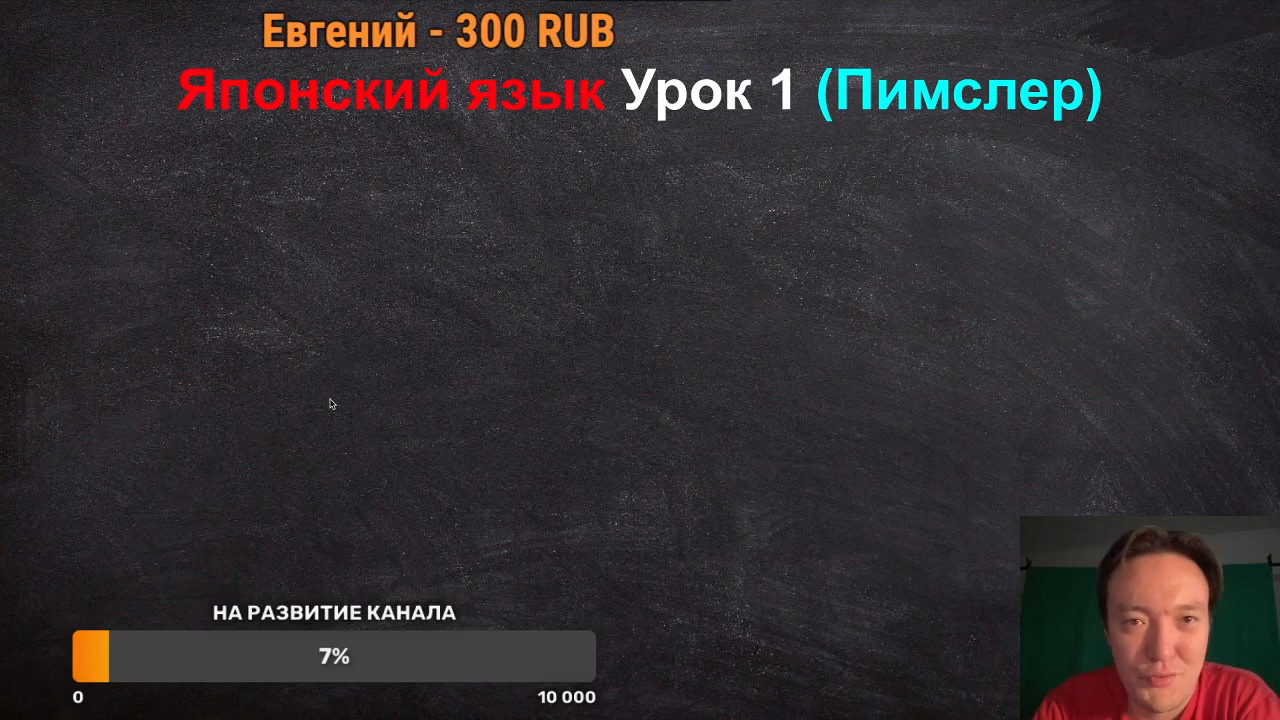 Евгений - 300 RUB
Японский язык Урок 1 (Пимслер)
НА РАЗВИТИЕ КАНАЛА
7%
0 10 000